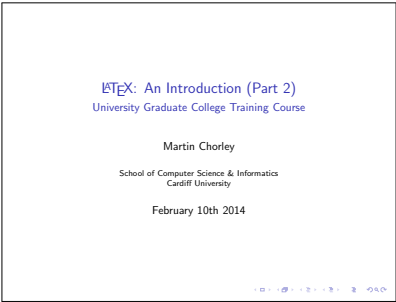 LATEX: An Introduction (Part 2)
University Graduate College Training Course
Martin Chorley
School of Computer Science & Informatics
Cardiff University
February 10th 2014